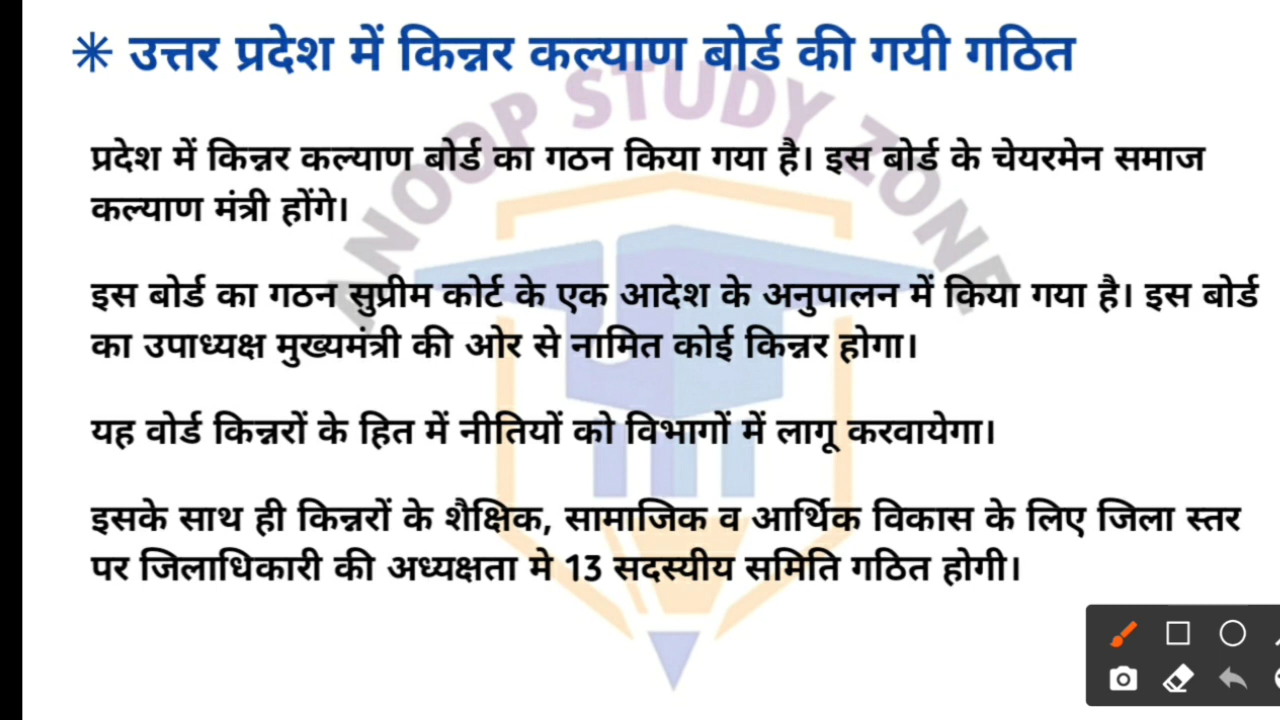 ✳ उत्तर प्रदेश में किन्नर कल्याण बोर्ड की गयी गठित
प्रदेश में किन्नर कल्याण बोर्ड का गठन किया गया है। इस बोर्ड के चेयरमेन समाज
कल्याण मंत्री होंगे।
इस बोर्ड का गठन सुप्रीम कोर्ट के एक आदेश के अनुपालन में किया गया है। इस बोर्ड
का उपाध्यक्ष मुख्यमंत्री की ओर से नामित कोई किन्नर होगा।
यह वोर्ड किन्नरों के हित में नीतियों को विभागों में लागू करवायेगा।
इसके साथ ही किन्नरों के शैक्षिक, सामाजिक व आर्थिक विकास के लिए जिला स्तर
पर जिलाधिकारी की अध्यक्षता मे 13 सदस्यीय समिति गठित होगी।
ANOOP STUDY ZONE